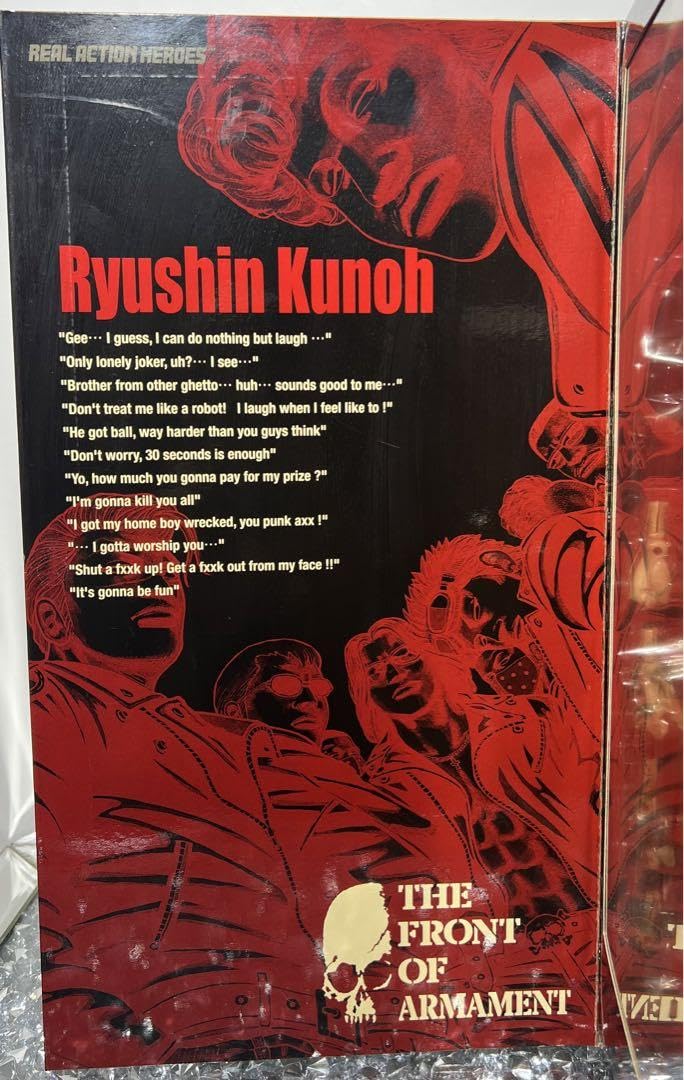 REAL ACTION HEROES
Ryushin Kunoh
"Gee··· I guess, I can do nothing but laugh ···"
"Only lonely joker, uh?··· I see···"
"Brother from other ghetto··· huh··· sounds good to me···"
"Don't treat me like a robot! I laugh when I feel like to !"
"He got ball, way harder than you guys think"
"Don't worry, 30 seconds is enough"
"Yo, how much you gonna pay for my prize ?"
"I'm gonna kill you all"
"I got my home boy wrecked, you punk axx !"
"··· I gotta worship you···"
"Shut a fxxk up! Get a fxxk out from my face !!"
"It's gonna be fun"
THE
FRONT
OF
ARMAMENT